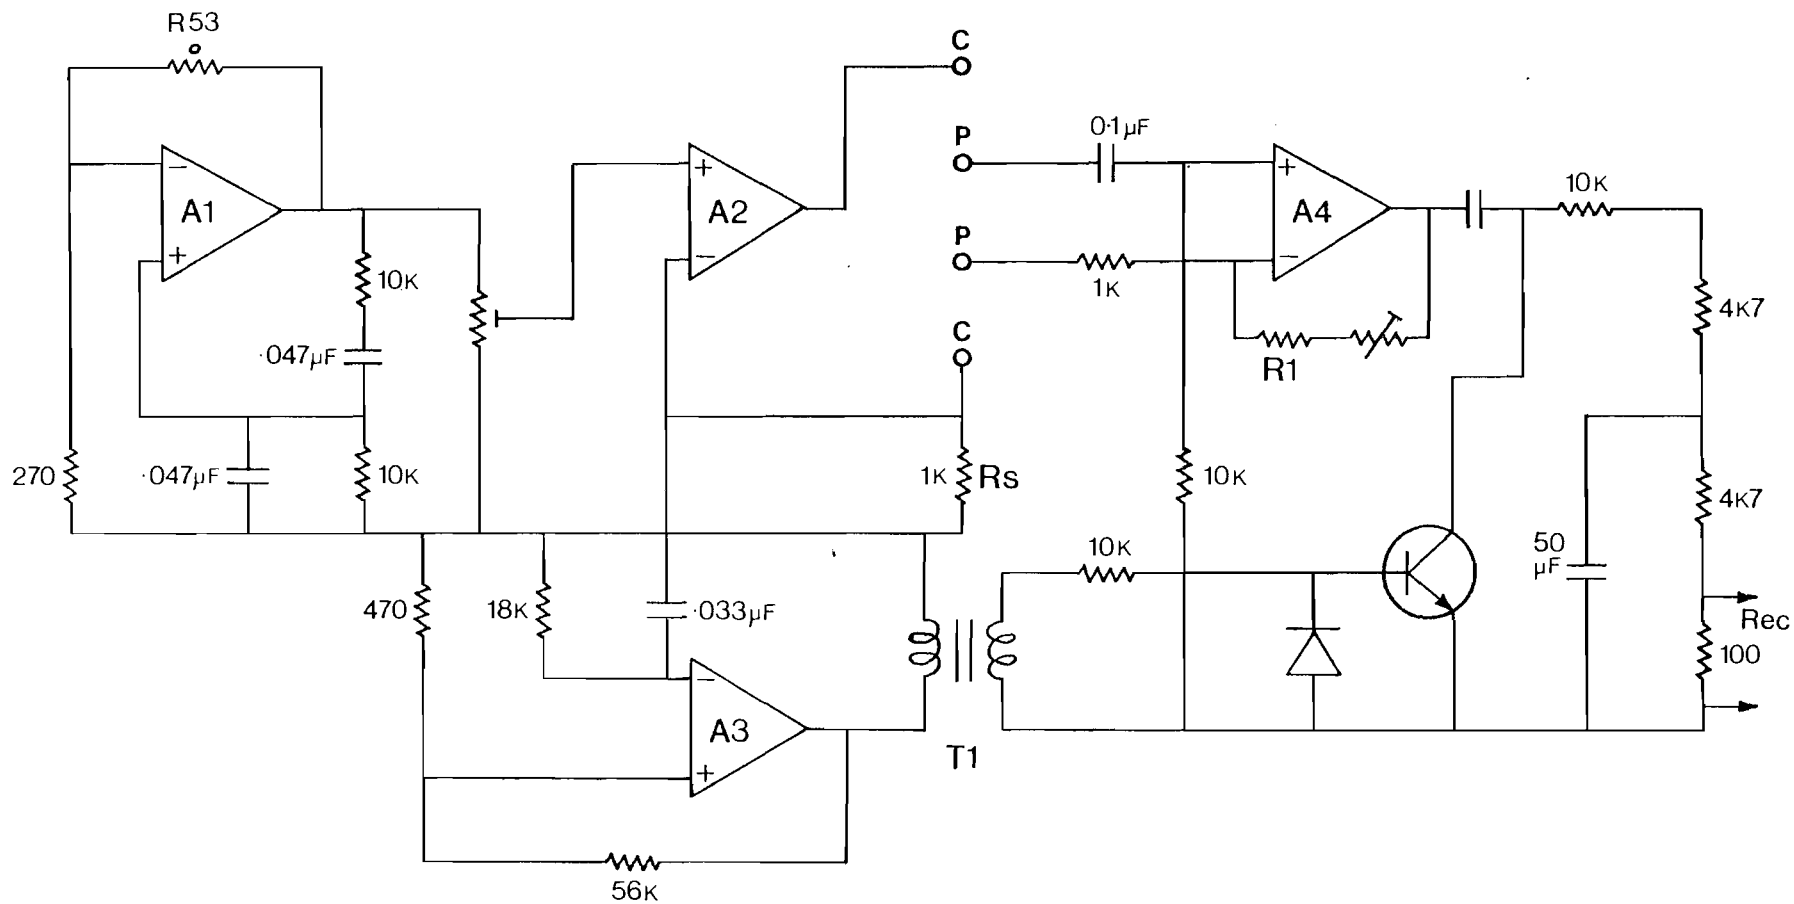 R53
A1
10K
·047µF
270
·047µF
10K
A2
C
P
P
C
1K Rs
470
18K
·033µF
A3
56K
T1
0·1µF
1K
A4
R1
10K
4K7
10K
10K
4K7
50
µF
Rec
100